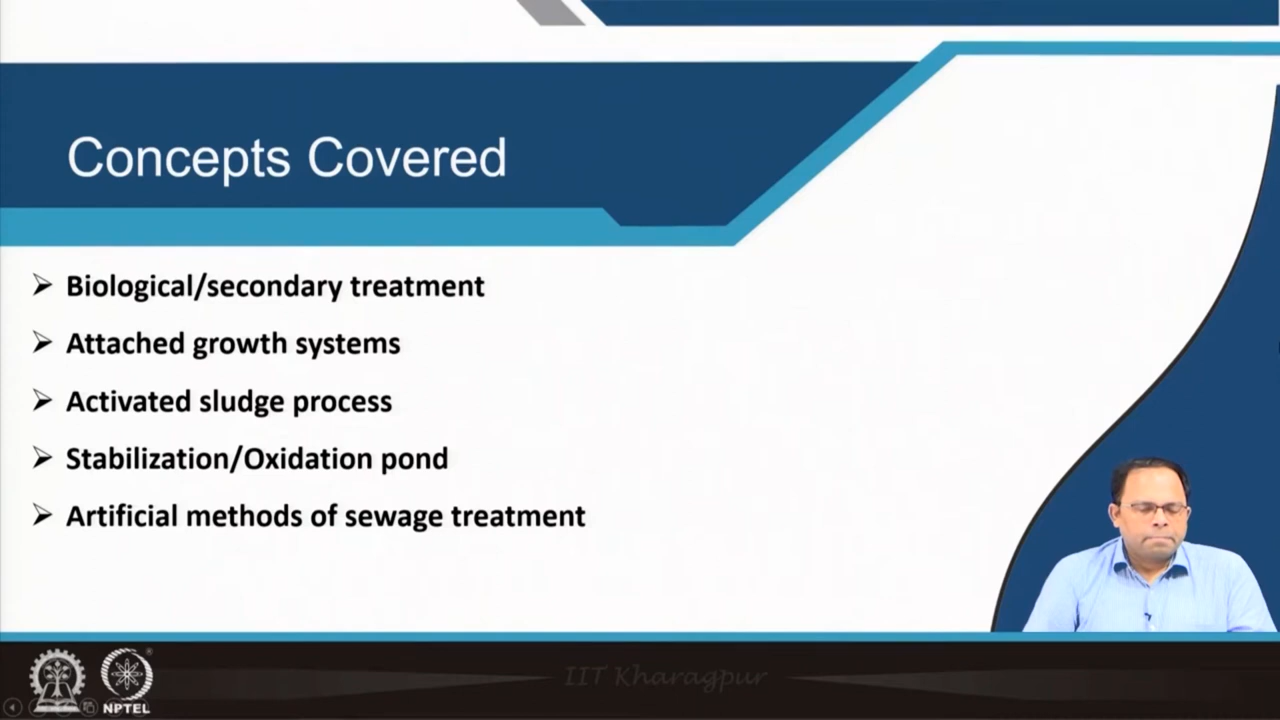 Concepts Covered
Biological/secondary treatment
Attached growth systems
Activated sludge process
Stabilization/Oxidation pond
Artificial methods of sewage treatment
IIT Kharagpur
NPTEL